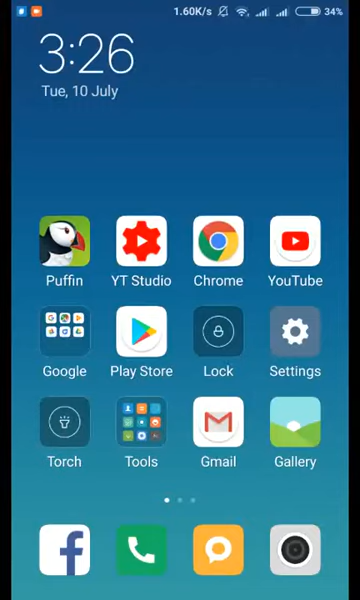 1.60K/s 34%
3:26
Tue, 10 July
Puffin YT Studio Chrome YouTube
Google Play Store Lock Settings
Torch Tools Gmail Gallery